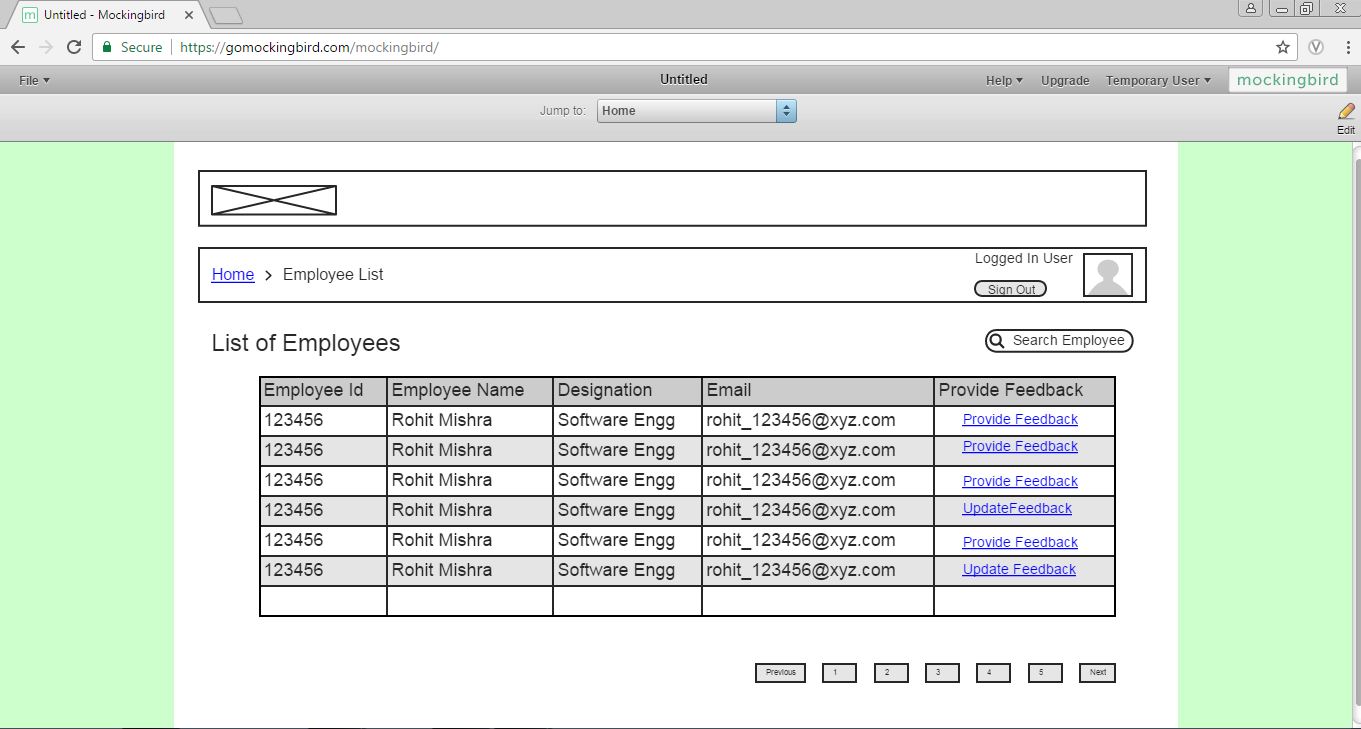 m Untitled - Mockingbird
Secure https://gomockingbird.com/mockingbird/ V
File Untitled Help Upgrade Temporary User mockingbird
Jump to: Home
Edit
Logged In User
Home > Employee List
Sign Out
List of Employees Search Employee
Employee Id Employee Name Designation Email Provide Feedback
123456 Rohit Mishra Software Engg rohit_123456@xyz.com Provide Feedback
123456 Rohit Mishra Software Engg rohit_123456@xyz.com Provide Feedback
123456 Rohit Mishra Software Engg rohit_123456@xyz.com Provide Feedback
123456 Rohit Mishra Software Engg rohit_123456@xyz.com UpdateFeedback
123456 Rohit Mishra Software Engg rohit_123456@xyz.com Provide Feedback
123456 Rohit Mishra Software Engg rohit_123456@xyz.com Update Feedback
Previous 1 2 3 4 5 Next